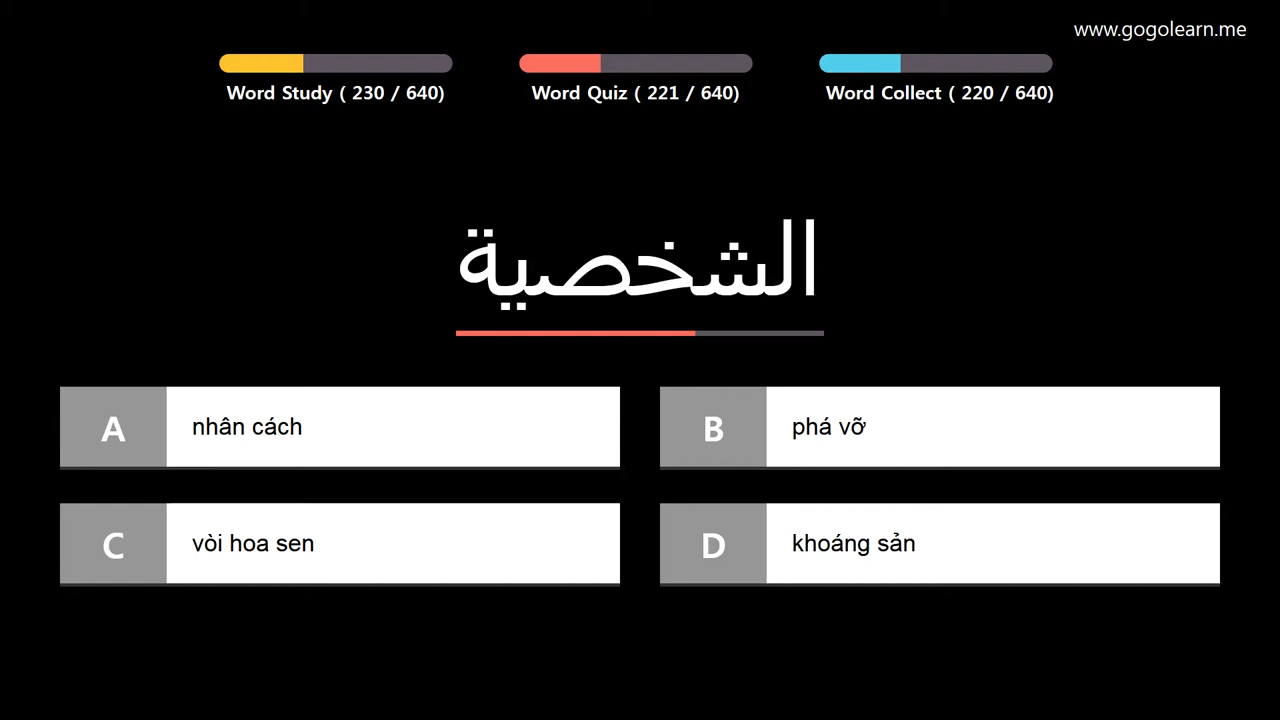 www.gogolearn.me
Word Study ( 230 / 640)
Word Quiz ( 221 / 640)
Word Collect ( 220 / 640)
الشخصية
A nhân cách
B phá vỡ
C vòi hoa sen
D khoáng sản